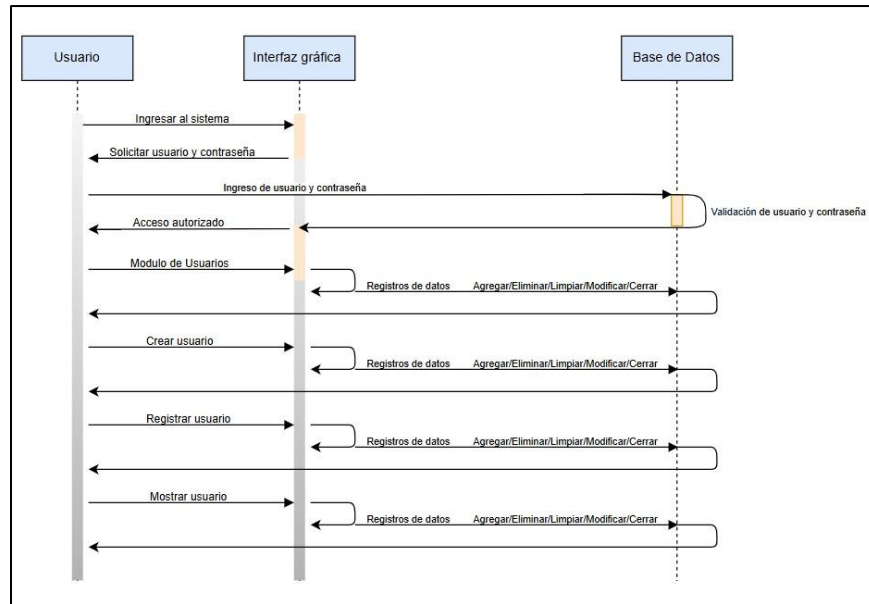 Usuario
Interfaz gráfica
Base de Datos
Ingresar al sistema
Solicitar usuario y contraseña
Ingreso de usuario y contraseña
Validación de usuario y contraseña
Acceso autorizado
Modulo de Usuarios
Registros de datos
Agregar/Eliminar/Limpiar/Modificar/Cerrar
Crear usuario
Registros de datos
Agregar/Eliminar/Limpiar/Modificar/Cerrar
Registrar usuario
Registros de datos
Agregar/Eliminar/Limpiar/Modificar/Cerrar
Mostrar usuario
Registros de datos
Agregar/Eliminar/Limpiar/Modificar/Cerrar